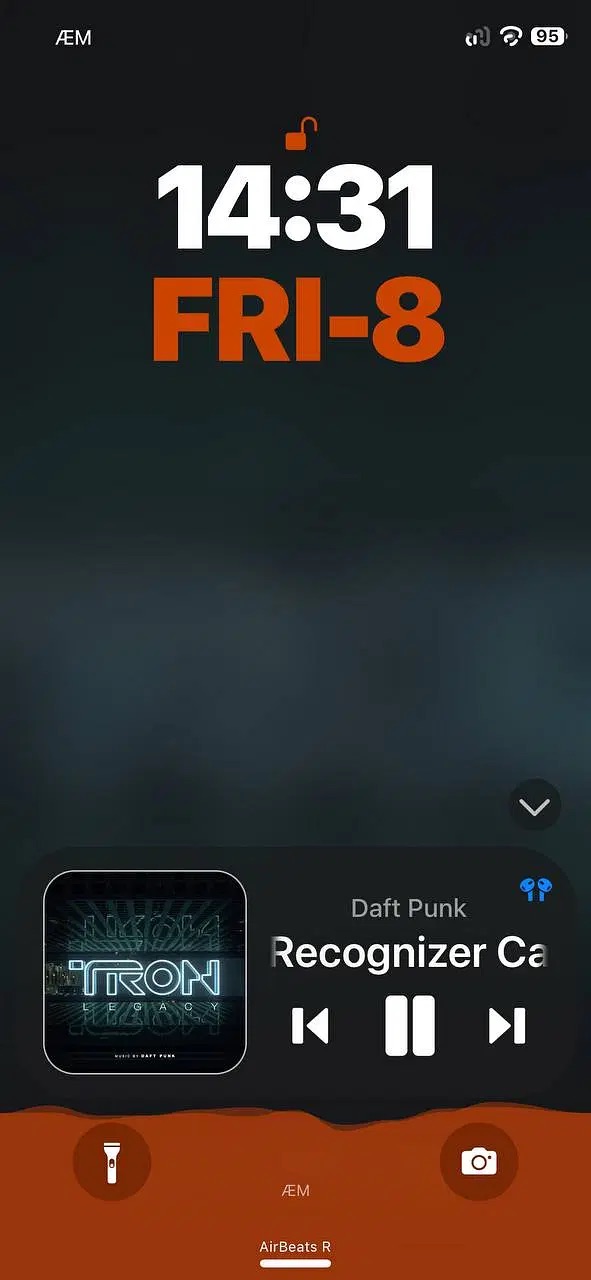 ÆM
95
14:31
FRI-8
Daft Punk
Recognizer Ca
TRON
LEGACY
MUSIC BY DAFT PUNK
ÆM
AirBeats R